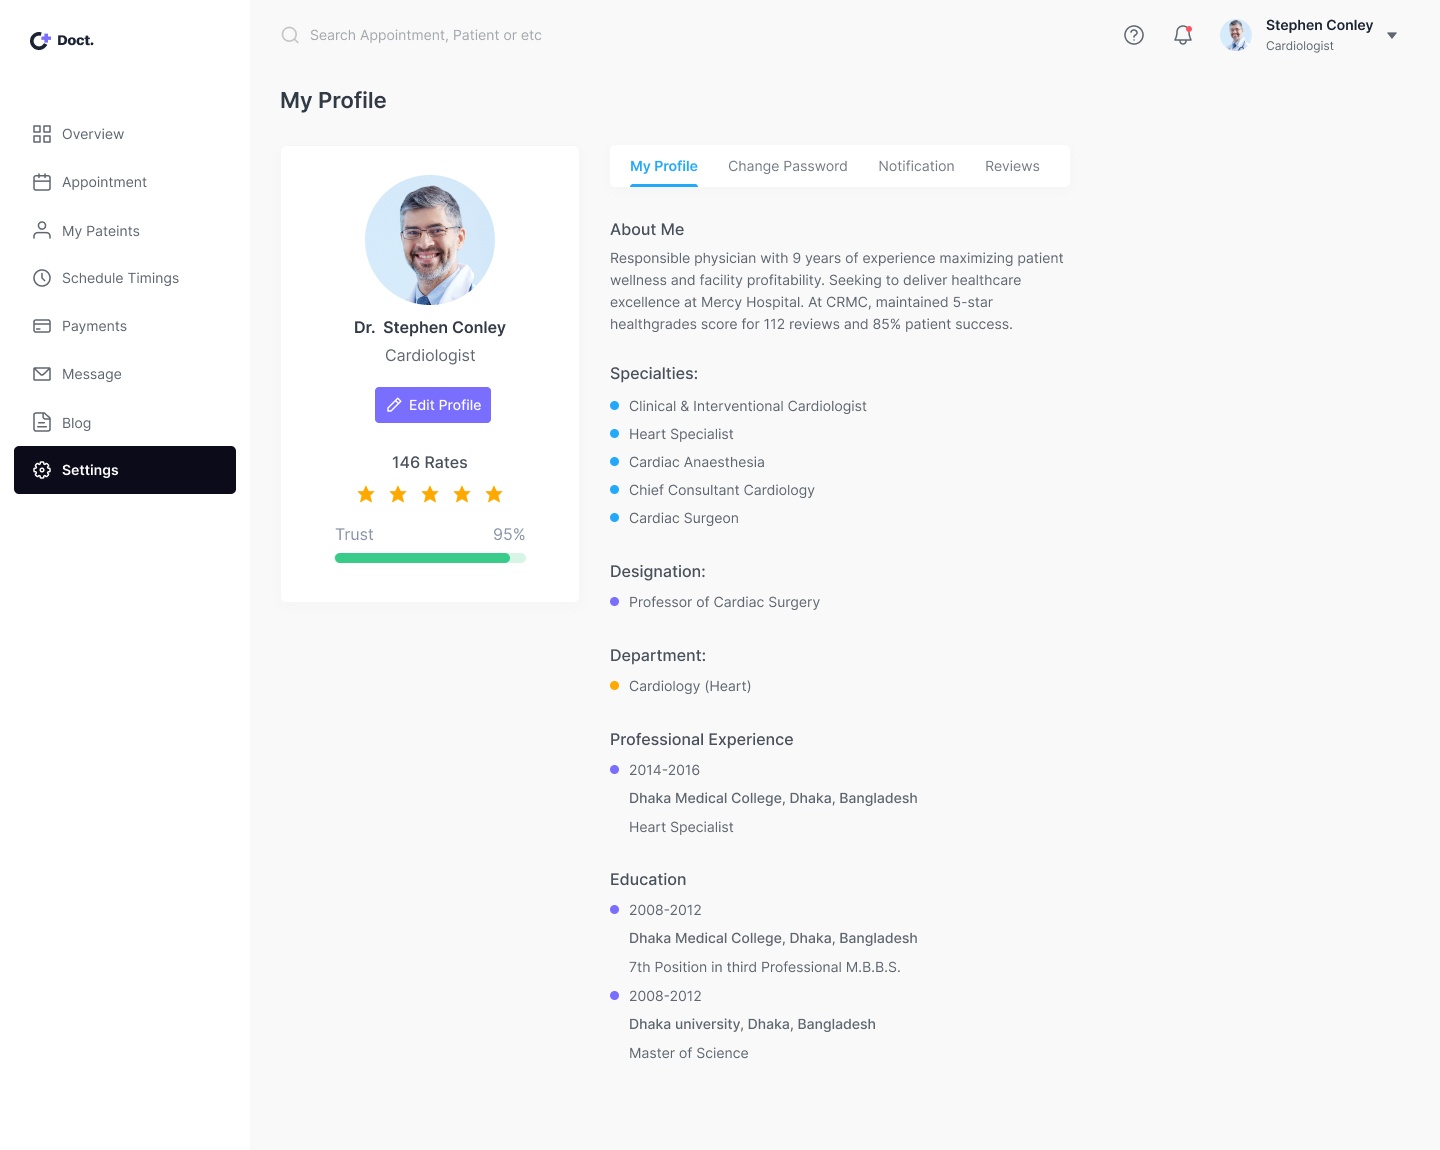 Doct.
Search Appointment, Patient or etc
Stephen Conley
Cardiologist
My Profile
Overview
Appointment
My Pateints
Schedule Timings
Payments
Message
Blog
Settings
Dr. Stephen Conley
Cardiologist
Edit Profile
146 Rates
Trust 95%
My Profile Change Password Notification Reviews
About Me
Responsible physician with 9 years of experience maximizing patient
wellness and facility profitability. Seeking to deliver healthcare
excellence at Mercy Hospital. At CRMC, maintained 5-star
healthgrades score for 112 reviews and 85% patient success.
Specialties:
Clinical & Interventional Cardiologist
Heart Specialist
Cardiac Anaesthesia
Chief Consultant Cardiology
Cardiac Surgeon
Designation:
Professor of Cardiac Surgery
Department:
Cardiology (Heart)
Professional Experience
2014-2016
Dhaka Medical College, Dhaka, Bangladesh
Heart Specialist
Education
2008-2012
Dhaka Medical College, Dhaka, Bangladesh
7th Position in third Professional M.B.B.S.
2008-2012
Dhaka university, Dhaka, Bangladesh
Master of Science